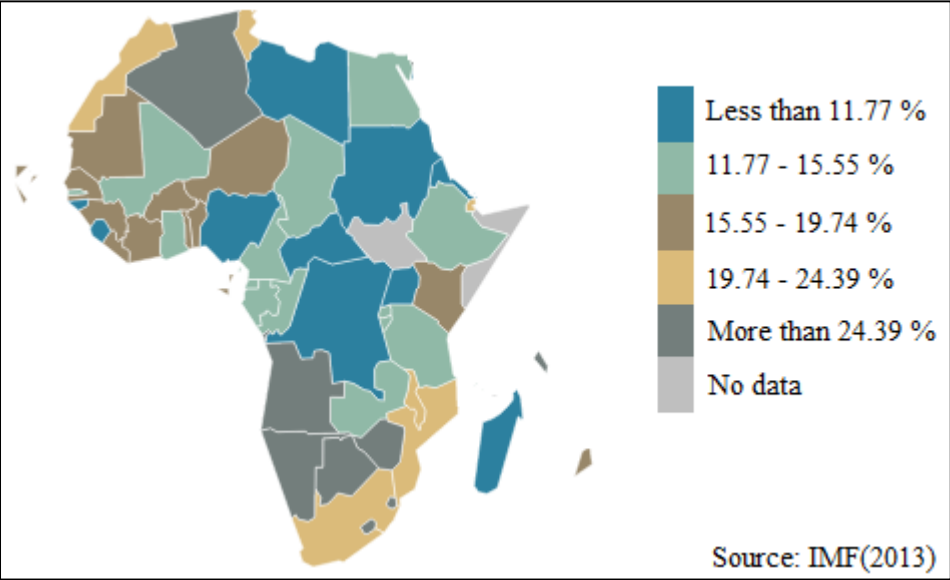 Less than 11.77 %
11.77 - 15.55 %
15.55 - 19.74 %
19.74 - 24.39 %
More than 24.39 %
No data
Source: IMF(2013)